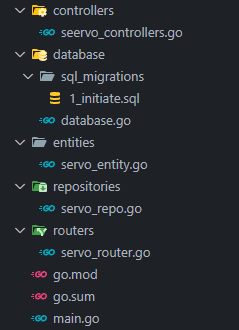 controllers
seervo_controllers.go
database
sql_migrations
1_initiate.sql
database.go
entities
servo_entity.go
repositories
servo_repo.go
routers
servo_router.go
go.mod
go.sum
main.go